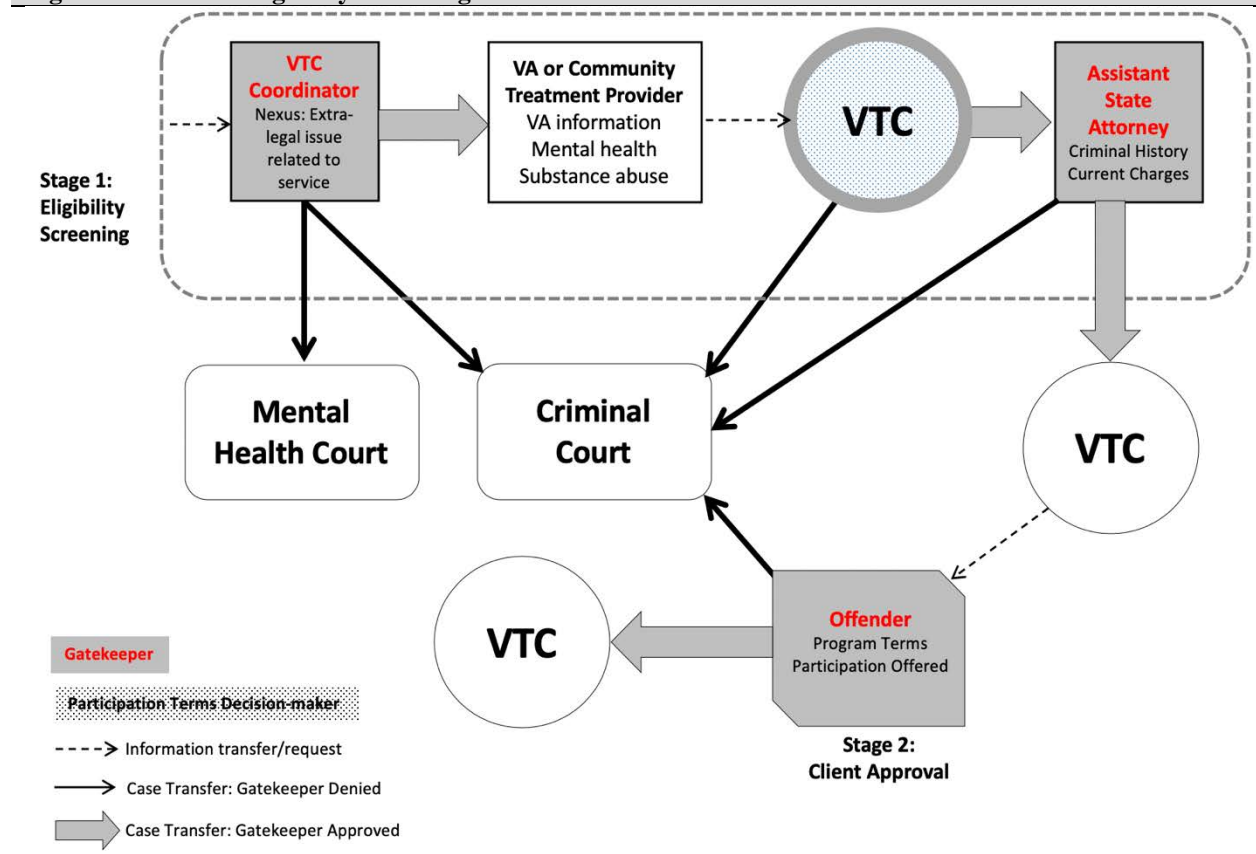 VTC
Coordinator
Nexus: Extra-
legal issue
related to
service
VA or Community
Treatment Provider
VA information
Mental health
Substance abuse
VTC
Assistant
State
Attorney
Criminal History
Current Charges
Stage 1:
Eligibility
Screening
Mental
Health Court
Criminal
Court
VTC
VTC
Offender
Program Terms
Participation Offered
Stage 2:
Client Approval
Gatekeeper
Participation Terms Decision-maker
Information transfer/request
Case Transfer: Gatekeeper Denied
Case Transfer: Gatekeeper Approved